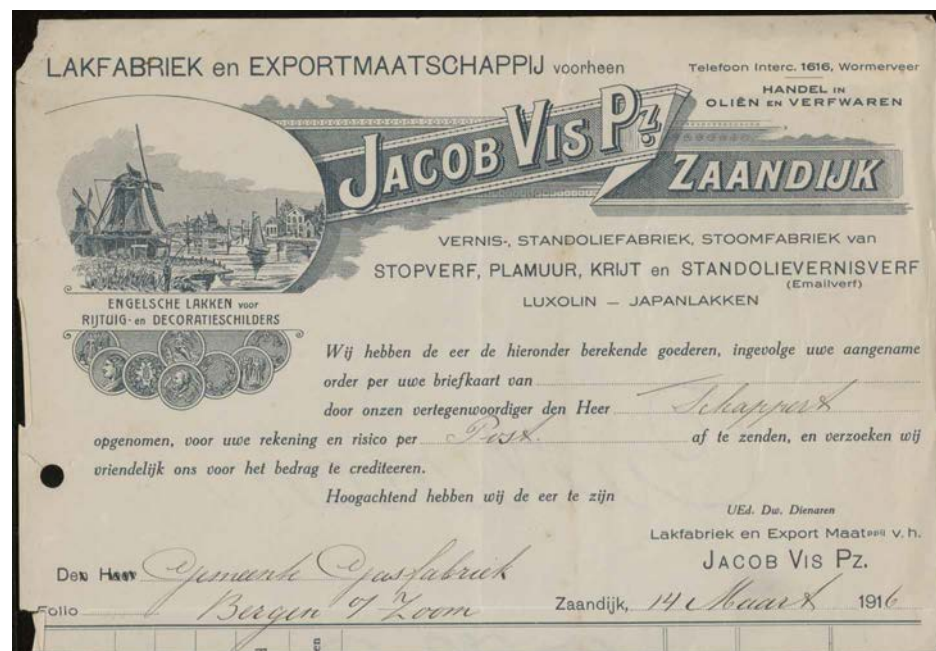 LAKFABRIEK en EXPORTMAATSCHAPPIJ voorheen
Telefoon Interc. 1616, Wormerveer
HANDEL IN
OLIËN EN VERFWAREN
JACOB VIS PZ.
ZAANDIJK
VERNIS-, STANDOLIEFABRIEK, STOOMFABRIEK van
STOPVERF, PLAMUUR, KRIJT en STANDOLIEVERNISVERF
(Emailverf)
LUXOLIN — JAPANLAKKEN
ENGELSCHE LAKKEN voor
RIJTUIG- en DECORATIESCHILDERS
Wij hebben de eer de hieronder berekende goederen, ingevolge uwe aangename
order per uwe briefkaart van
door onzen vertegenwoordiger den Heer Schappert
opgenomen, voor uwe rekening en risico per Post. af te zenden, en verzoeken wij
vriendelijk ons voor het bedrag te crediteeren.
Hoogachtend hebben wij de eer te zijn
UEd. Dw. Dienaren
Lakfabriek en Export Maatppij v.h.
JACOB VIS PZ.
Den Heer Gemeente Gasfabriek
Folio Bergen o/ Zoom Zaandijk, 14 Maart 1916